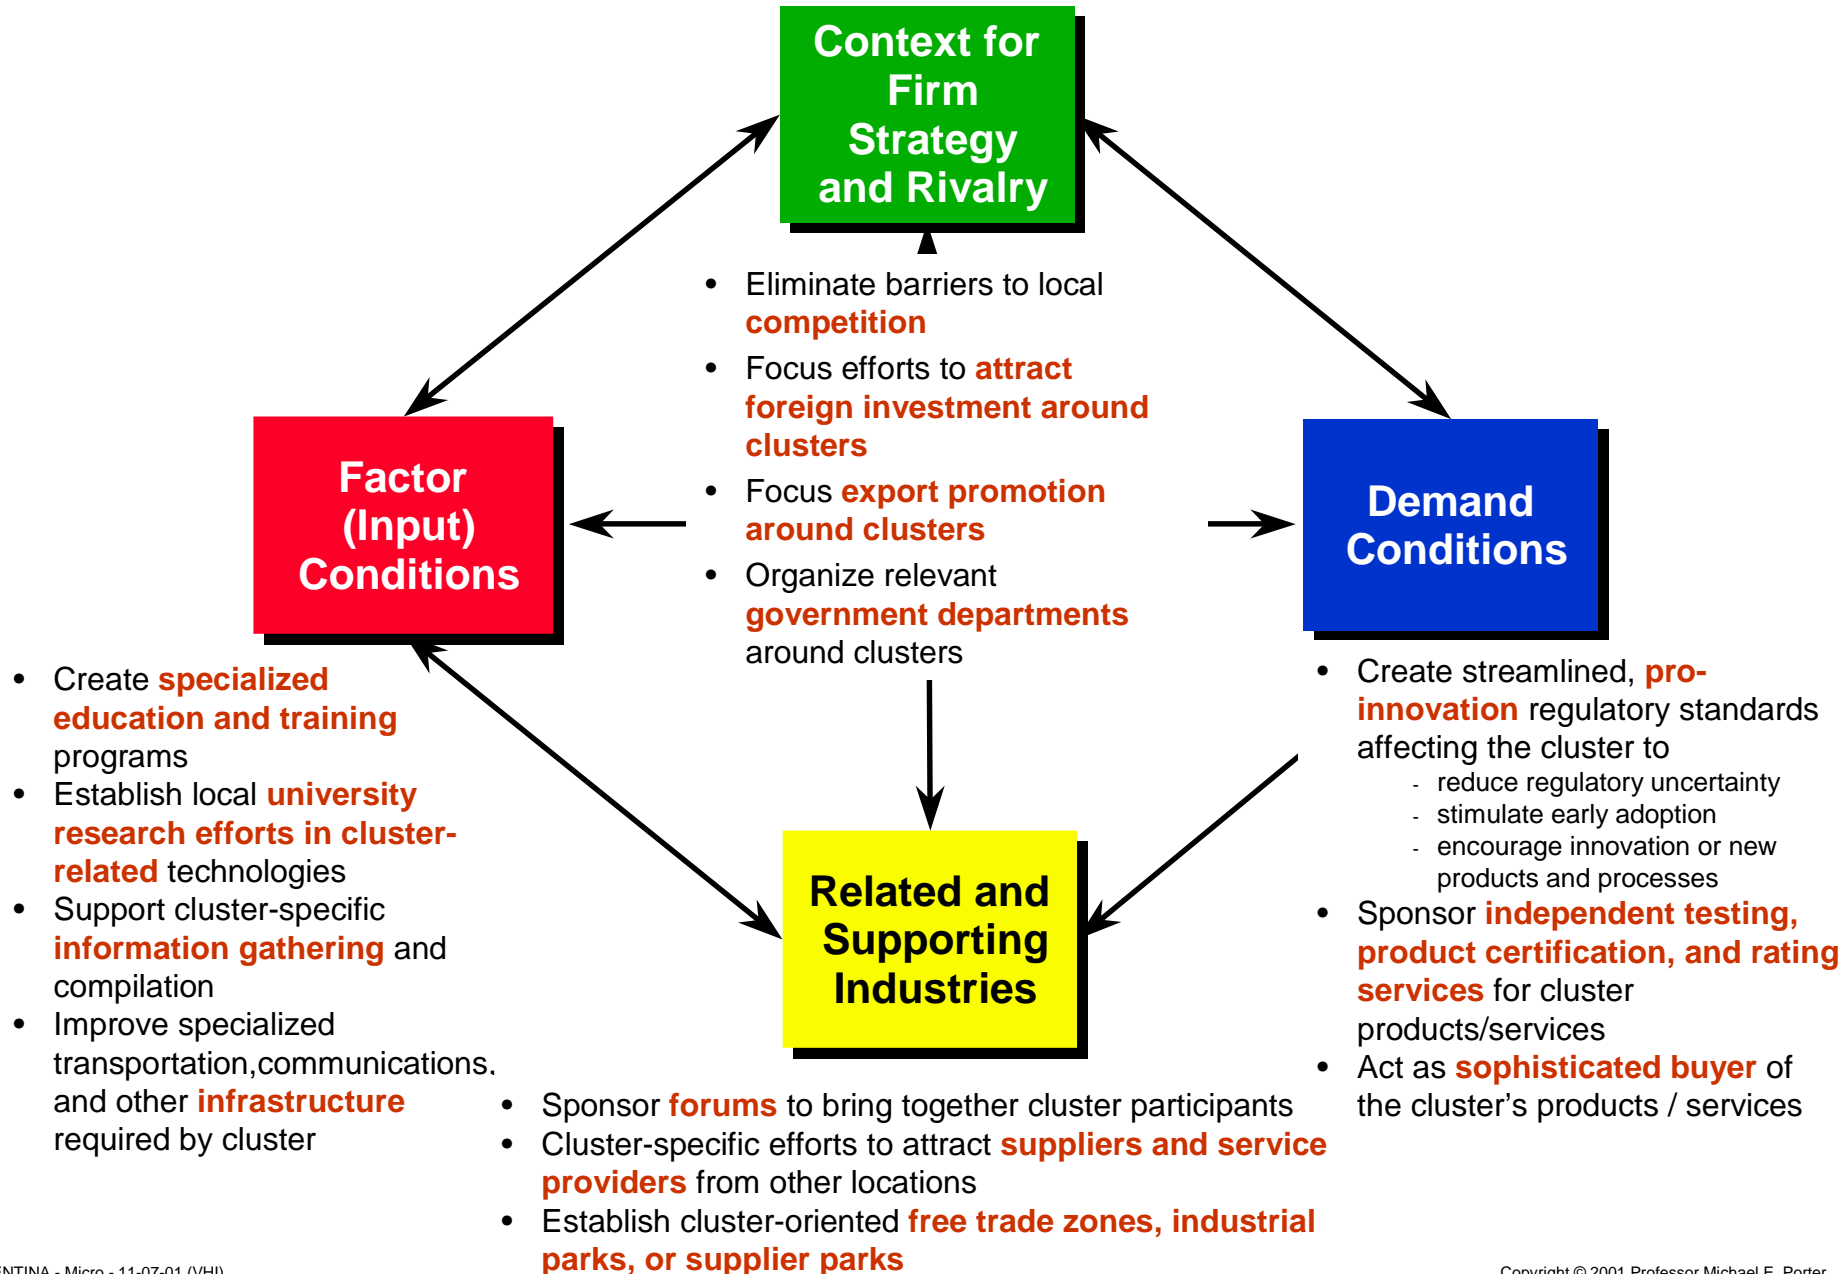 Context for
Firm
Strategy
and Rivalry
• Eliminate barriers to local
competition
• Focus efforts to attract
foreign investment around
clusters
• Focus export promotion
around clusters
• Organize relevant
government departments
around clusters
Factor
(Input)
Conditions
Demand
Conditions
• Create specialized
education and training
programs
• Establish local university
research efforts in cluster-
related technologies
• Support cluster-specific
information gathering and
compilation
• Improve specialized
transportation,communications,
and other infrastructure
required by cluster
• Create streamlined, pro-
innovation regulatory standards
affecting the cluster to
- reduce regulatory uncertainty
- stimulate early adoption
- encourage innovation or new
products and processes
• Sponsor independent testing,
product certification, and rating
services for cluster
products/services
• Act as sophisticated buyer of
the cluster's products / services
Related and
Supporting
Industries
• Sponsor forums to bring together cluster participants
• Cluster-specific efforts to attract suppliers and service
providers from other locations
• Establish cluster-oriented free trade zones, industrial
parks, or supplier parks
ENTINA - Micro - 11-07-01 (VHI)
Copyright © 2001 Professor Michael E. Porter